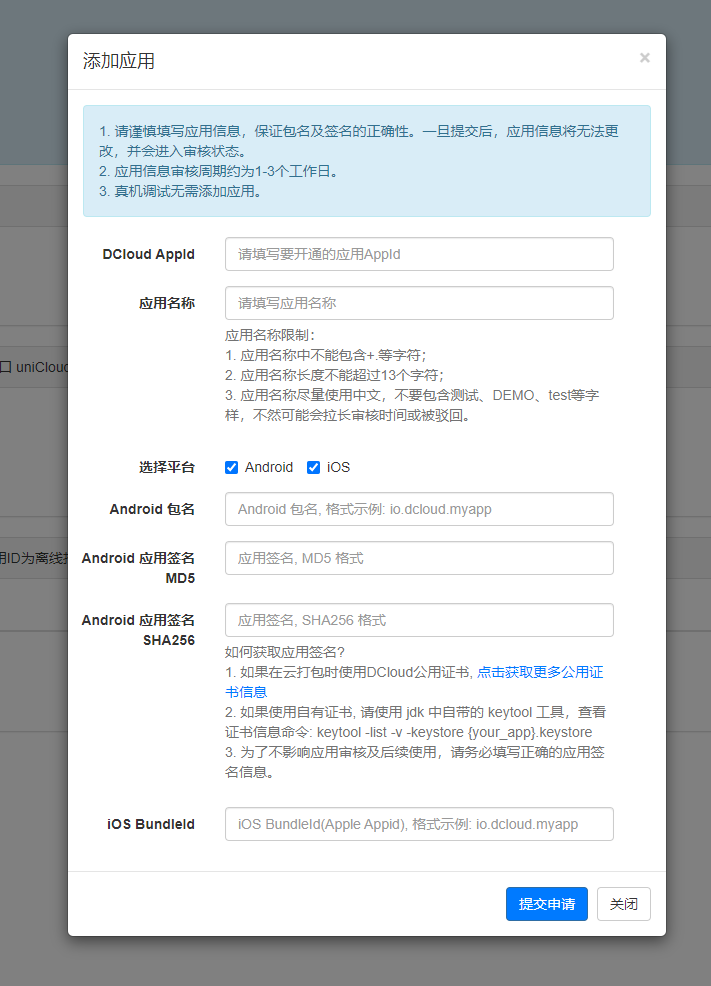 添加应用
×
1. 请谨慎填写应用信息，保证包名及签名的正确性。一旦提交后，应用信息将无法更
改，并会进入审核状态。
2. 应用信息审核周期约为1-3个工作日。
3. 真机调试无需添加应用。
DCloud AppId
请填写要开通的应用AppId
应用名称
请填写应用名称
应用名称限制：
1. 应用名称中不能包含+.等字符；
2. 应用名称长度不能超过13个字符；
口 uniCloud
3. 应用名称尽量使用中文，不要包含测试、DEMO、test等字
样，不然可能会拉长审核时间或被驳回。
选择平台
Android
iOS
Android 包名
Android 包名, 格式示例: io.dcloud.myapp
用ID为离线打
Android 应用签名
MD5
应用签名, MD5 格式
Android 应用签名
SHA256
应用签名, SHA256 格式
如何获取应用签名?
1. 如果在云打包时使用DCloud公用证书, 点击获取更多公用证
书信息
2. 如果使用自有证书, 请使用 jdk 中自带的 keytool 工具，查看
证书信息命令: keytool -list -v -keystore {your_app}.keystore
3. 为了不影响应用审核及后续使用，请务必填写正确的应用签
名信息。
iOS BundleId
iOS BundleId(Apple Appid), 格式示例: io.dcloud.myapp
提交申请
关闭